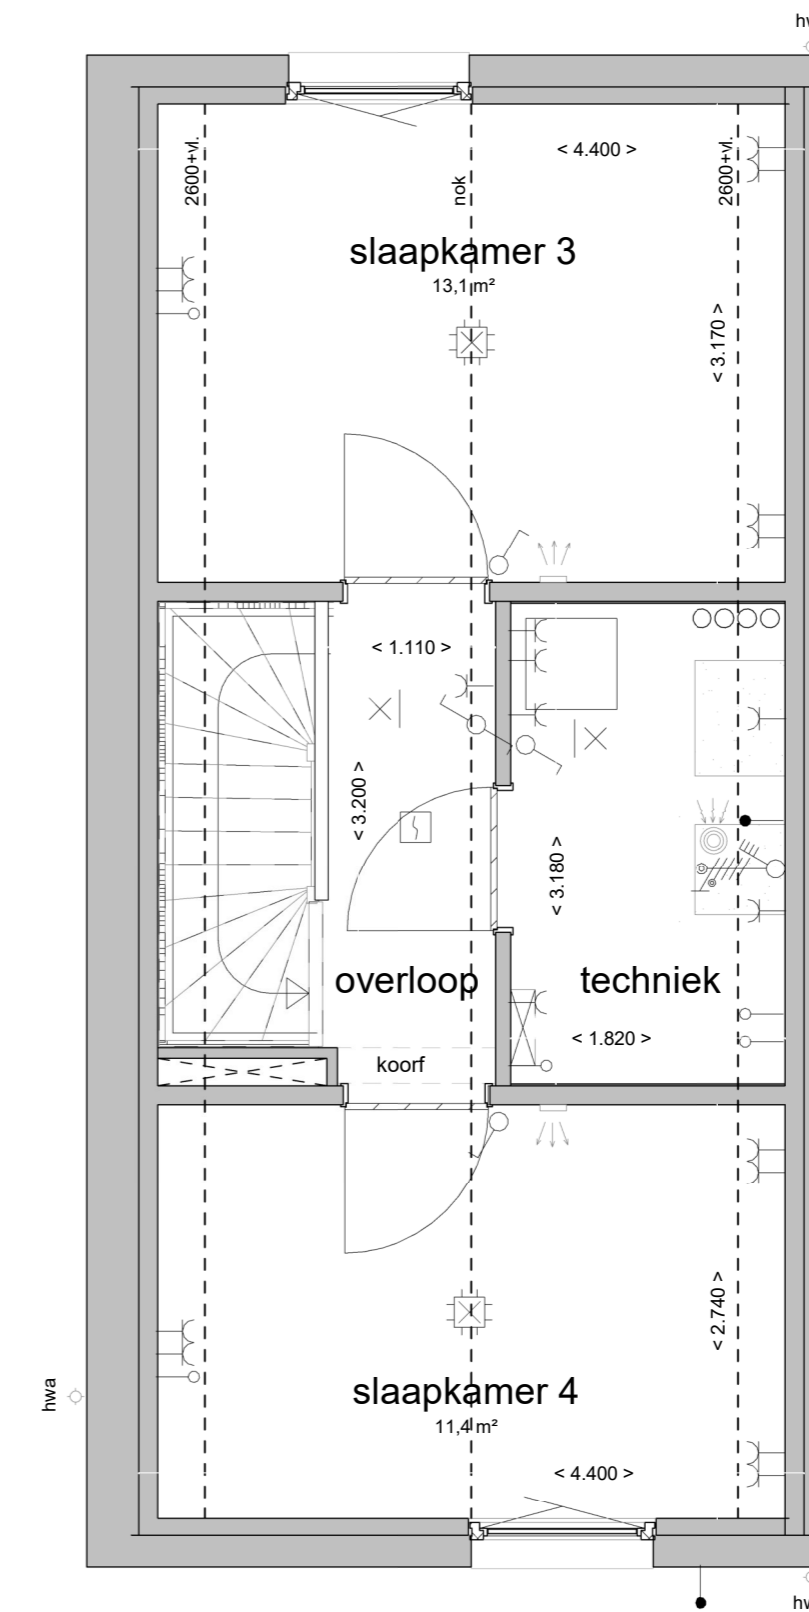 hw
2600+vl.
nok
< 4.400 >
2600+vl.
slaapkamer 3
13,1 m²
< 3.170 >
< 1.110 >
< 3.200 >
< 3.180 >
overloop
techniek
< 1.820 >
koorf
< 2.740 >
hwa
slaapkamer 4
11,4 m²
< 4.400 >
hw